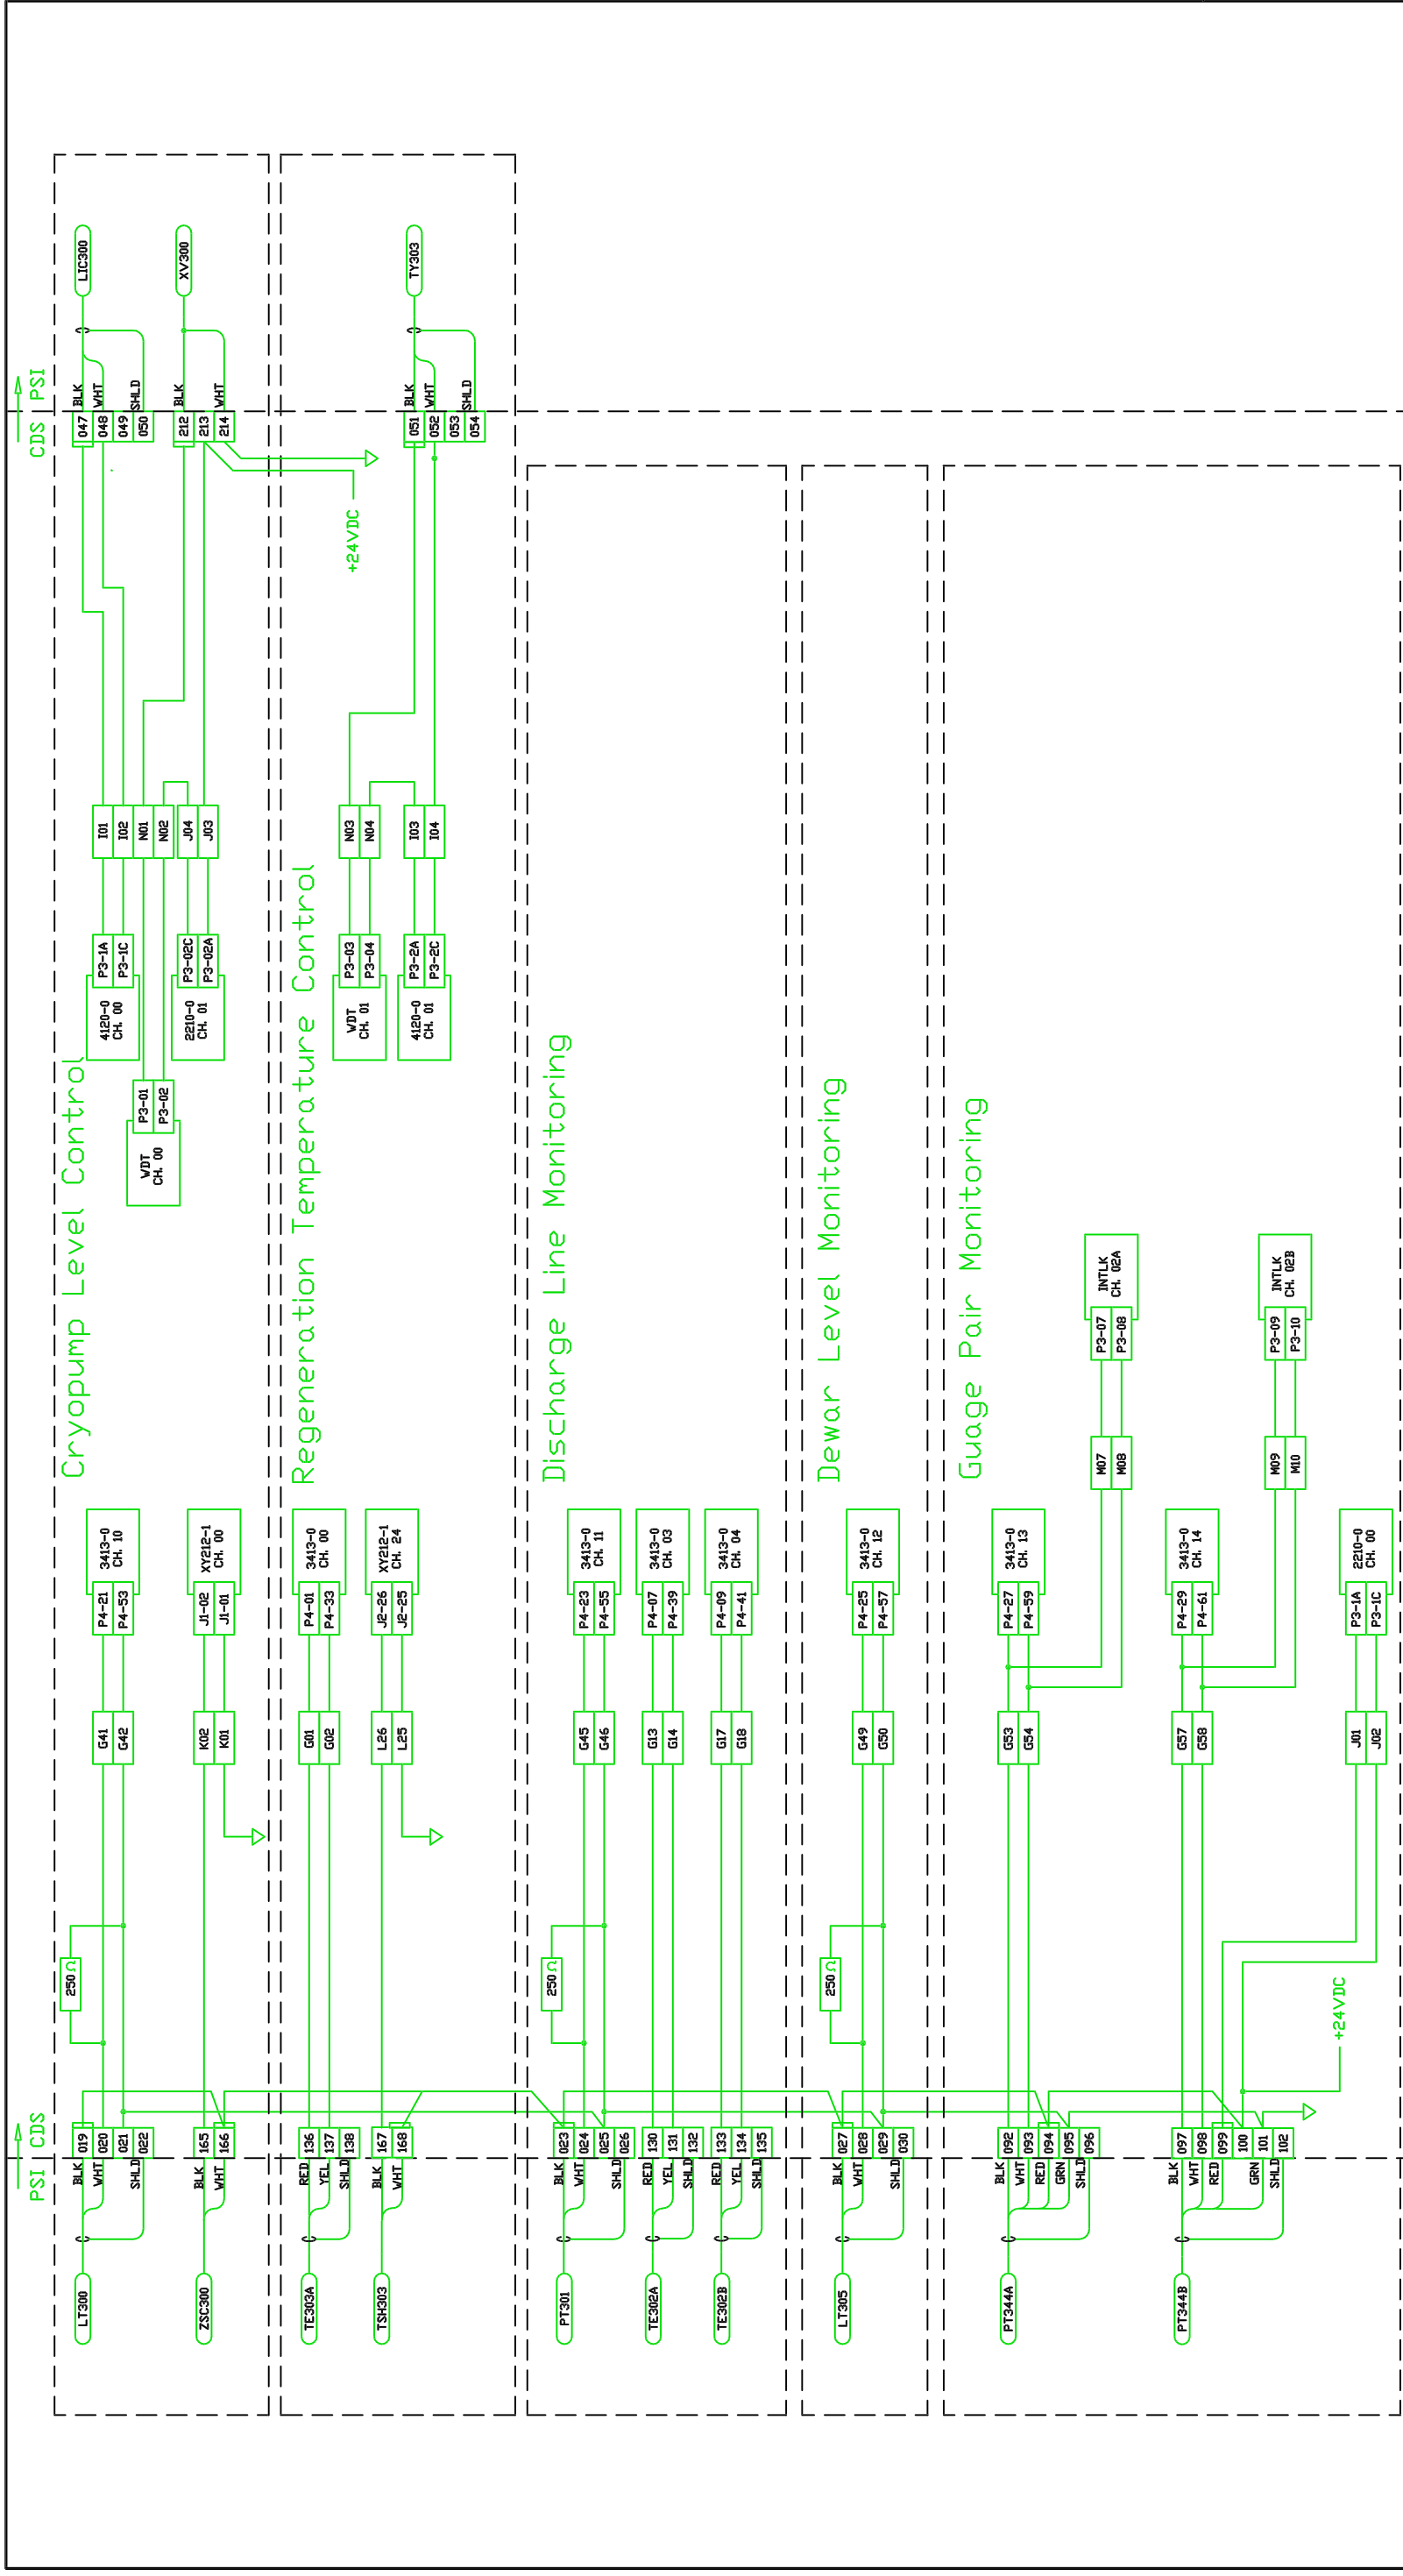 PSI CDS
CDS PSI
Cryopump Level Control
LT300
BLK
WHT
SHLD
019
020
021
022
250Ω
G41
G42
P4-21
P4-53
3413-0
CH. 10
ZSC300
BLK
WHT
165
166
K02
K01
J1-02
J1-01
XY212-1
CH. 00
WDT
CH. 00
P3-01
P3-02
4120-0
CH. 00
P3-1A
P3-1C
2210-0
CH. 01
P3-02C
P3-02A
I01
I02
N01
N02
J04
J03
047
048
049
050
BLK
WHT
SHLD
LIC300
212
213
214
BLK
WHT
XV300
+24VDC
Regeneration Temperature Control
TE303A
RED
YEL
SHLD
136
137
138
G01
G02
P4-01
P4-33
3413-0
CH. 00
TSH303
BLK
WHT
167
168
L26
L25
J2-26
J2-25
XY212-1
CH. 24
WDT
CH. 01
P3-03
P3-04
4120-0
CH. 01
P3-2A
P3-2C
N03
N04
I03
I04
051
052
053
054
BLK
WHT
SHLD
TY303
Discharge Line Monitoring
PT301
BLK
WHT
SHLD
023
024
025
026
250Ω
G45
G46
P4-23
P4-55
3413-0
CH. 11
TE302A
RED
YEL
SHLD
130
131
132
G13
G14
P4-07
P4-39
3413-0
CH. 03
TE302B
RED
YEL
SHLD
133
134
135
G17
G18
P4-09
P4-41
3413-0
CH. 04
Dewar Level Monitoring
LT305
BLK
WHT
SHLD
027
028
029
030
250Ω
G49
G50
P4-25
P4-57
3413-0
CH. 12
Guage Pair Monitoring
PT344A
BLK
WHT
RED
GRN
SHLD
092
093
094
095
096
G53
G54
P4-27
P4-59
3413-0
CH. 13
M07
M08
P3-07
P3-08
INTLK
CH. 02A
PT344B
BLK
WHT
RED
GRN
SHLD
097
098
099
100
101
102
G57
G58
P4-29
P4-61
3413-0
CH. 14
M09
M10
P3-09
P3-10
INTLK
CH. 02B
+24VDC
J01
J02
P3-1A
P3-1C
2210-0
CH. 00